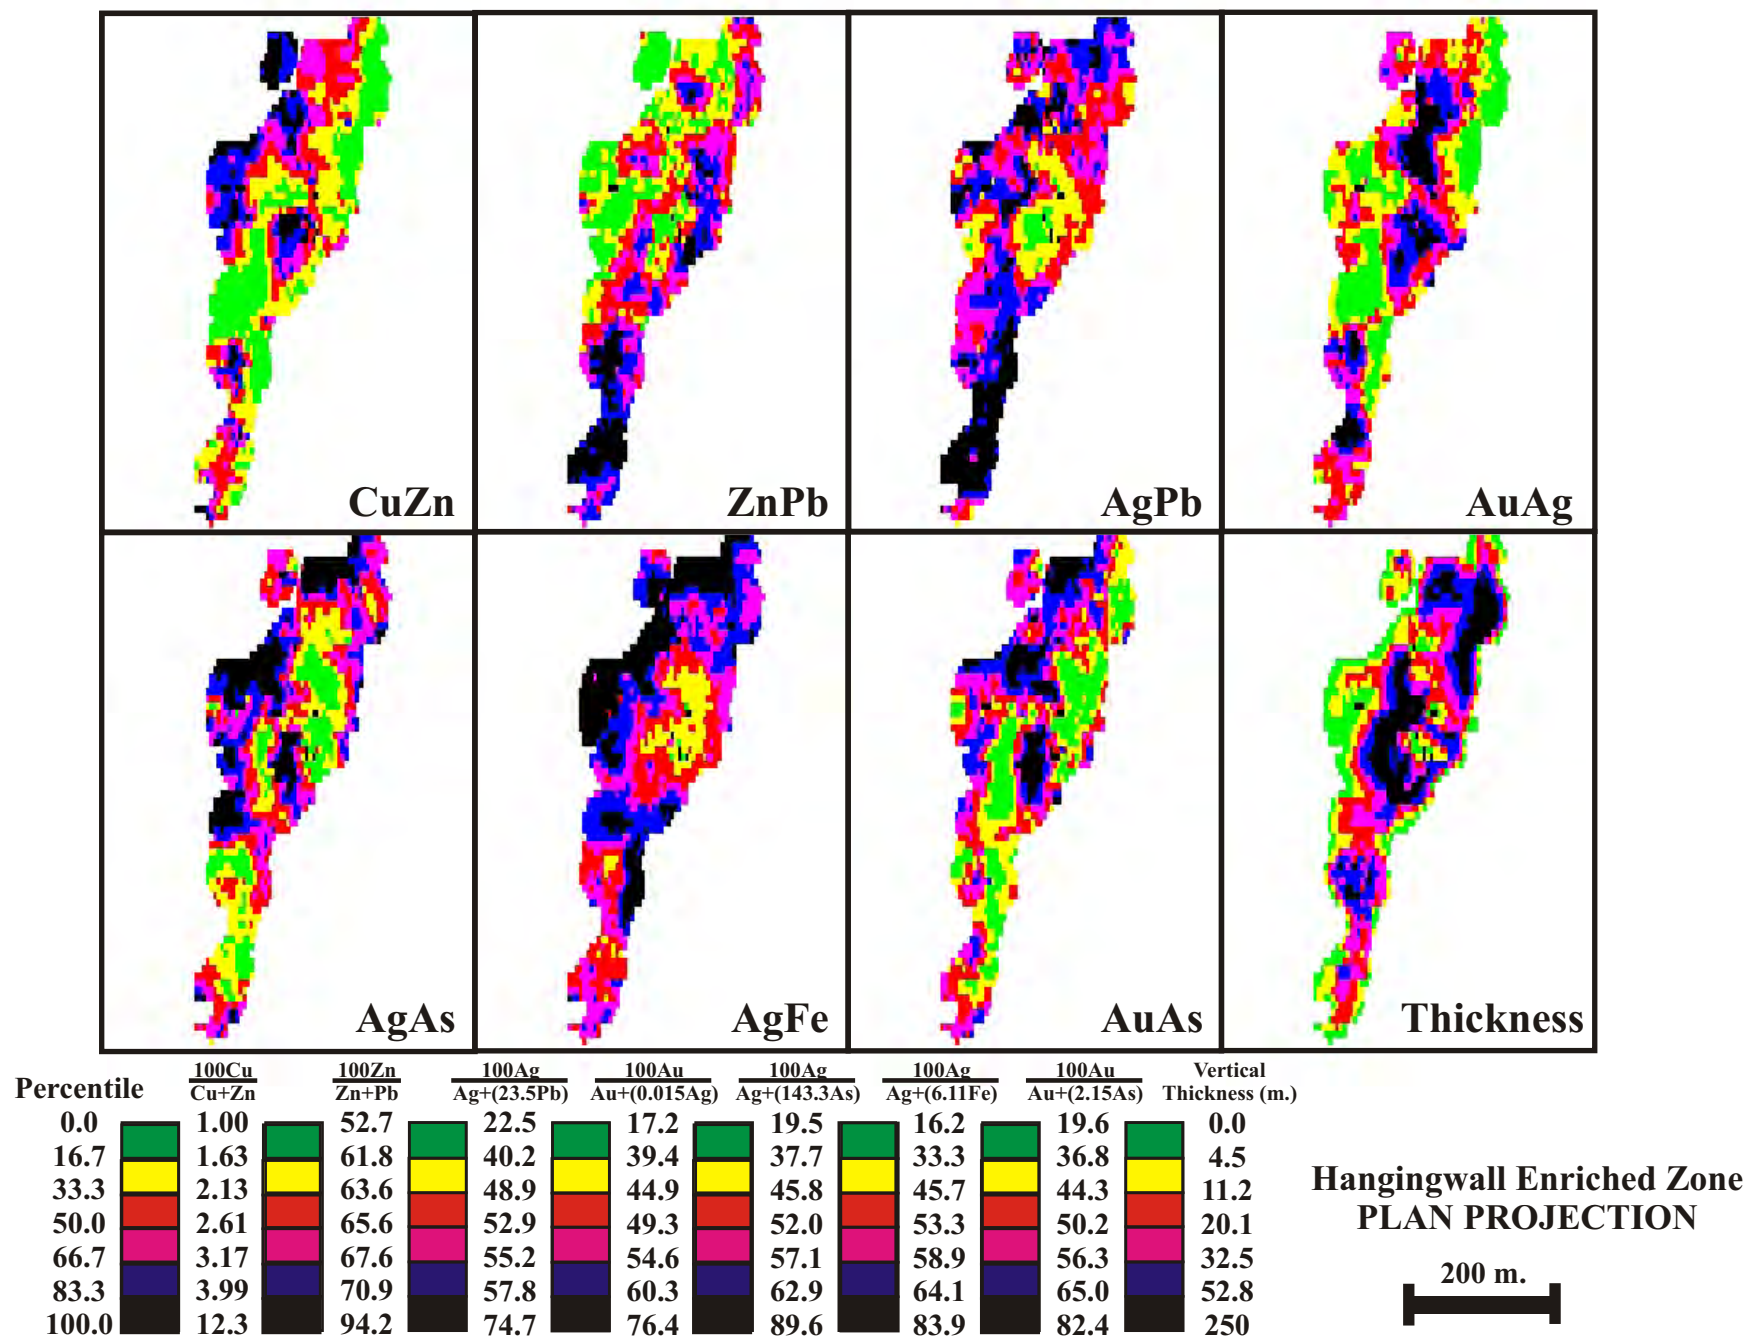 CuZn
ZnPb
AgPb
AuAg
AgAs
AgFe
AuAs
Thickness
Percentile
100Cu
Cu+Zn
100Zn
Zn+Pb
100Ag
Ag+(23.5Pb)
100Au
Au+(0.015Ag)
100Ag
Ag+(143.3As)
100Ag
Ag+(6.11Fe)
100Au
Au+(2.15As)
Vertical
Thickness (m.)
0.0 1.00 52.7 22.5 17.2 19.5 16.2 19.6 0.0
16.7 1.63 61.8 40.2 39.4 37.7 33.3 36.8 4.5
33.3 2.13 63.6 48.9 44.9 45.8 45.7 44.3 11.2
50.0 2.61 65.6 52.9 49.3 52.0 53.3 50.2 20.1
66.7 3.17 67.6 55.2 54.6 57.1 58.9 56.3 32.5
83.3 3.99 70.9 57.8 60.3 62.9 64.1 65.0 52.8
100.0 12.3 94.2 74.7 76.4 89.6 83.9 82.4 250
Hangingwall Enriched Zone
PLAN PROJECTION
200 m.